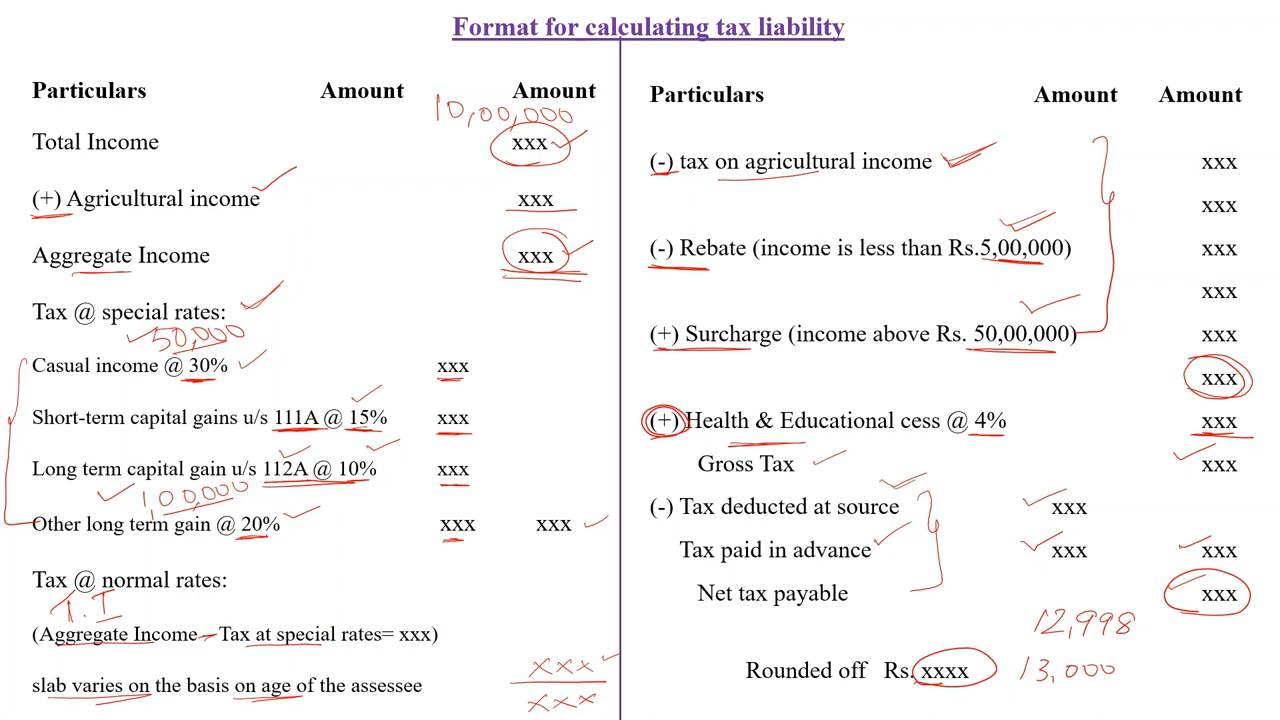 Format for calculating tax liability
Particulars Amount Amount
10,00,000
Total Income xxx
(+) Agricultural income xxx
Aggregate Income xxx
Tax @ special rates:
50,000
Casual income @ 30% xxx
Short-term capital gains u/s 111A @ 15% xxx
Long term capital gain u/s 112A @ 10% xxx
1,00,000
Other long term gain @ 20% xxx xxx
Tax @ normal rates:
T.I
(Aggregate Income – Tax at special rates= xxx)
xxx
slab varies on the basis on age of the assessee
xxx
Particulars Amount Amount
(-) tax on agricultural income xxx
xxx
(-) Rebate (income is less than Rs.5,00,000) xxx
xxx
(+) Surcharge (income above Rs. 50,00,000) xxx
xxx
(+) Health & Educational cess @ 4% xxx
Gross Tax xxx
(-) Tax deducted at source xxx
Tax paid in advance xxx xxx
Net tax payable xxx
12,998
Rounded off Rs. xxxx 13,000